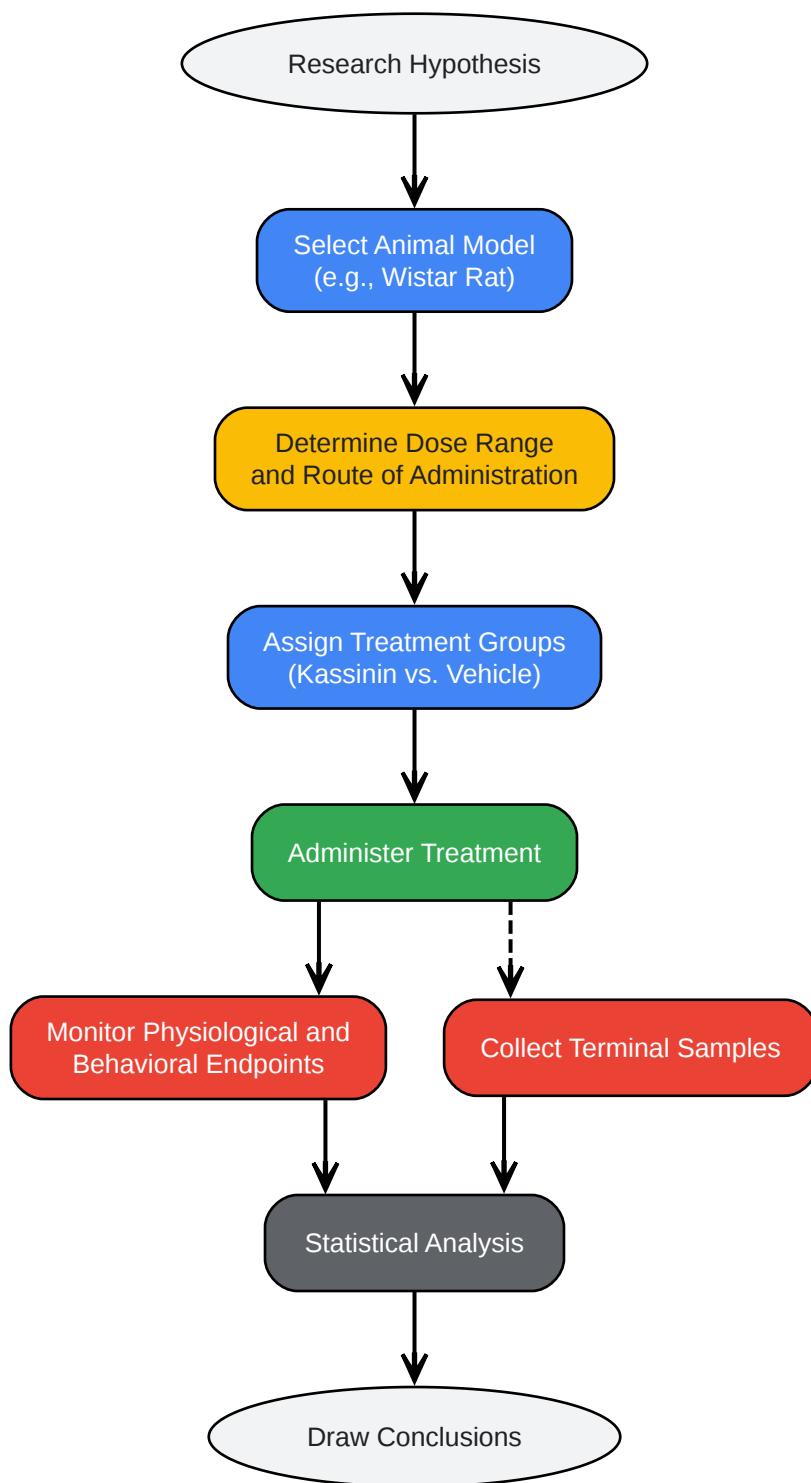 Research Hypothesis
Select Animal Model
(e.g., Wistar Rat)
Determine Dose Range
and Route of Administration
Assign Treatment Groups
(Kassinin vs. Vehicle)
Administer Treatment
Monitor Physiological and
Behavioral Endpoints
Collect Terminal Samples
Statistical Analysis
Draw Conclusions